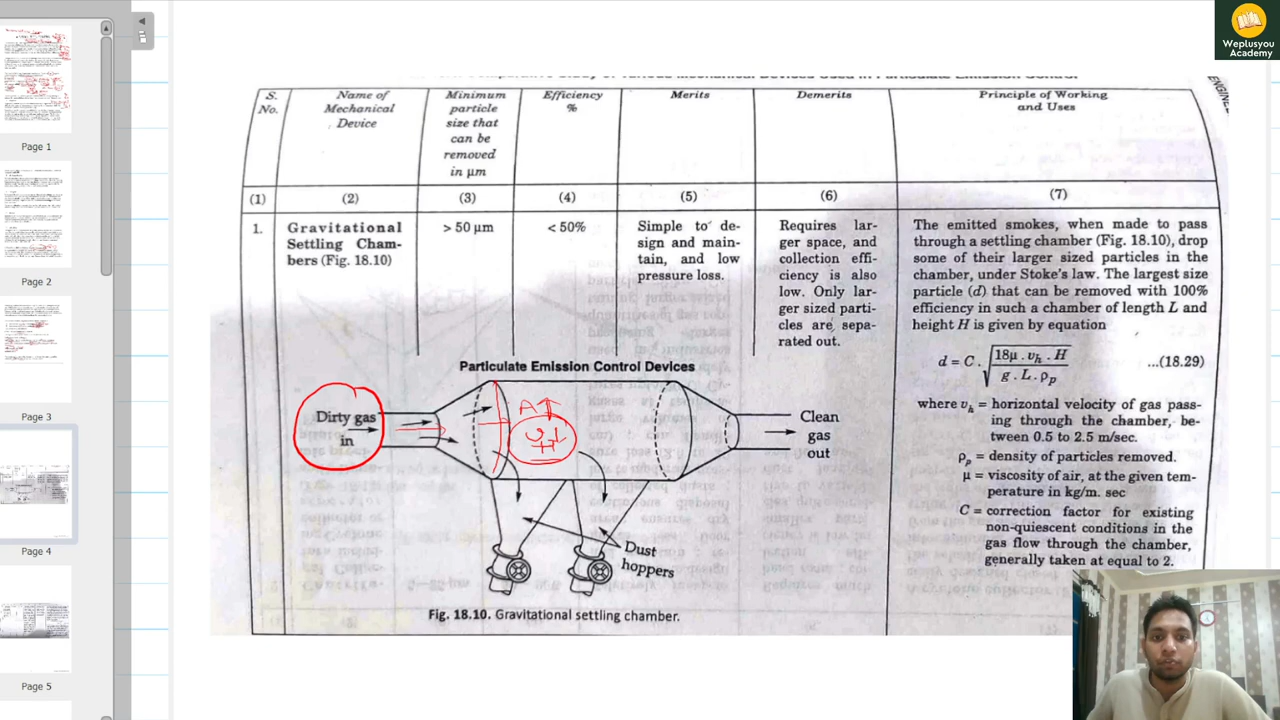 Weplusyou
Academy
Page 1
Page 2
Page 3
Page 4
Page 5
S.
No.
Name of
Mechanical
Device
Minimum
particle
size that
can be
removed
in μm
Efficiency
%
Merits
Demerits
Principle of Working
and Uses
(1)
(2)
(3)
(4)
(5)
(6)
(7)
1.
Gravitational
Settling Cham-
bers (Fig. 18.10)
> 50 μm
< 50%
Simple to de-
sign and main-
tain, and low
pressure loss.
Requires lar-
ger space, and
collection effi-
ciency is also
low. Only lar-
ger sized parti-
cles are sepa-
rated out.
The emitted smokes, when made to pass
through a settling chamber (Fig. 18.10), drop
some of their larger sized particles in the
chamber, under Stoke's law. The largest size
particle (d) that can be removed with 100%
efficiency in such a chamber of length L and
height H is given by equation
d = C . √(18μ . υh . H / g . L . ρp) ...(18.29)
where υh = horizontal velocity of gas pass-
ing through the chamber, be-
tween 0.5 to 2.5 m/sec.
ρp = density of particles removed.
μ = viscosity of air, at the given tem-
perature in kg/m. sec
C = correction factor for existing
non-quiescent conditions in the
gas flow through the chamber,
generally taken at equal to 2.
Particulate Emission Control Devices
Dirty gas
in
A↑
Clean
gas
out
Dust
hoppers
Fig. 18.10. Gravitational settling chamber.